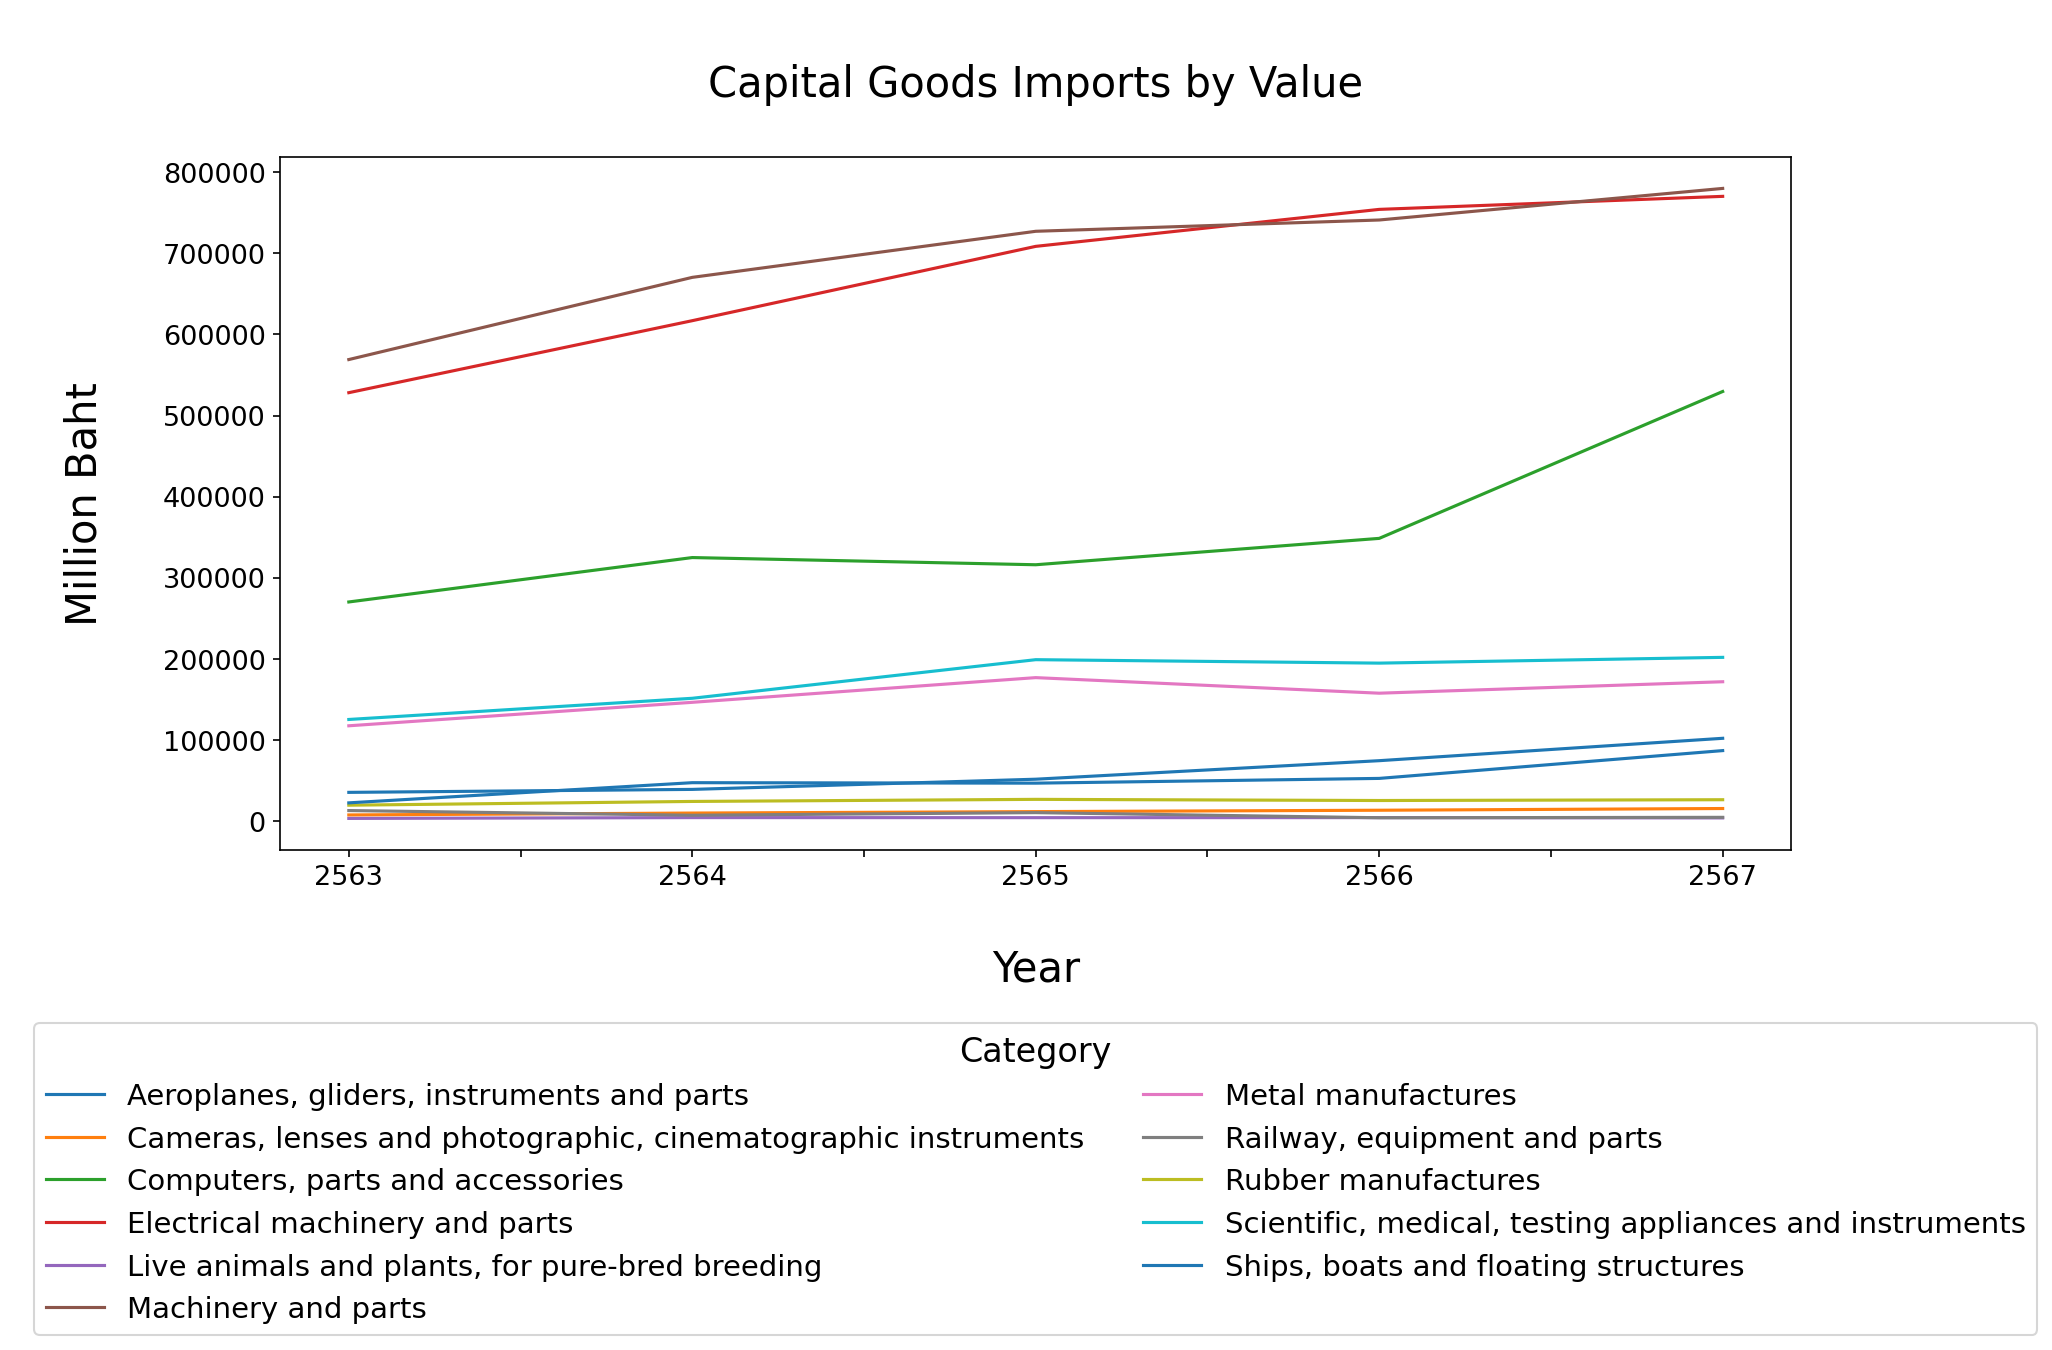 Capital Goods Imports by Value
800000
700000
600000
500000
400000
300000
200000
100000
0
Million Baht
2563 2564 2565 2566 2567
Year
Category
Aeroplanes, gliders, instruments and parts
Cameras, lenses and photographic, cinematographic instruments
Computers, parts and accessories
Electrical machinery and parts
Live animals and plants, for pure-bred breeding
Machinery and parts
Metal manufactures
Railway, equipment and parts
Rubber manufactures
Scientific, medical, testing appliances and instruments
Ships, boats and floating structures